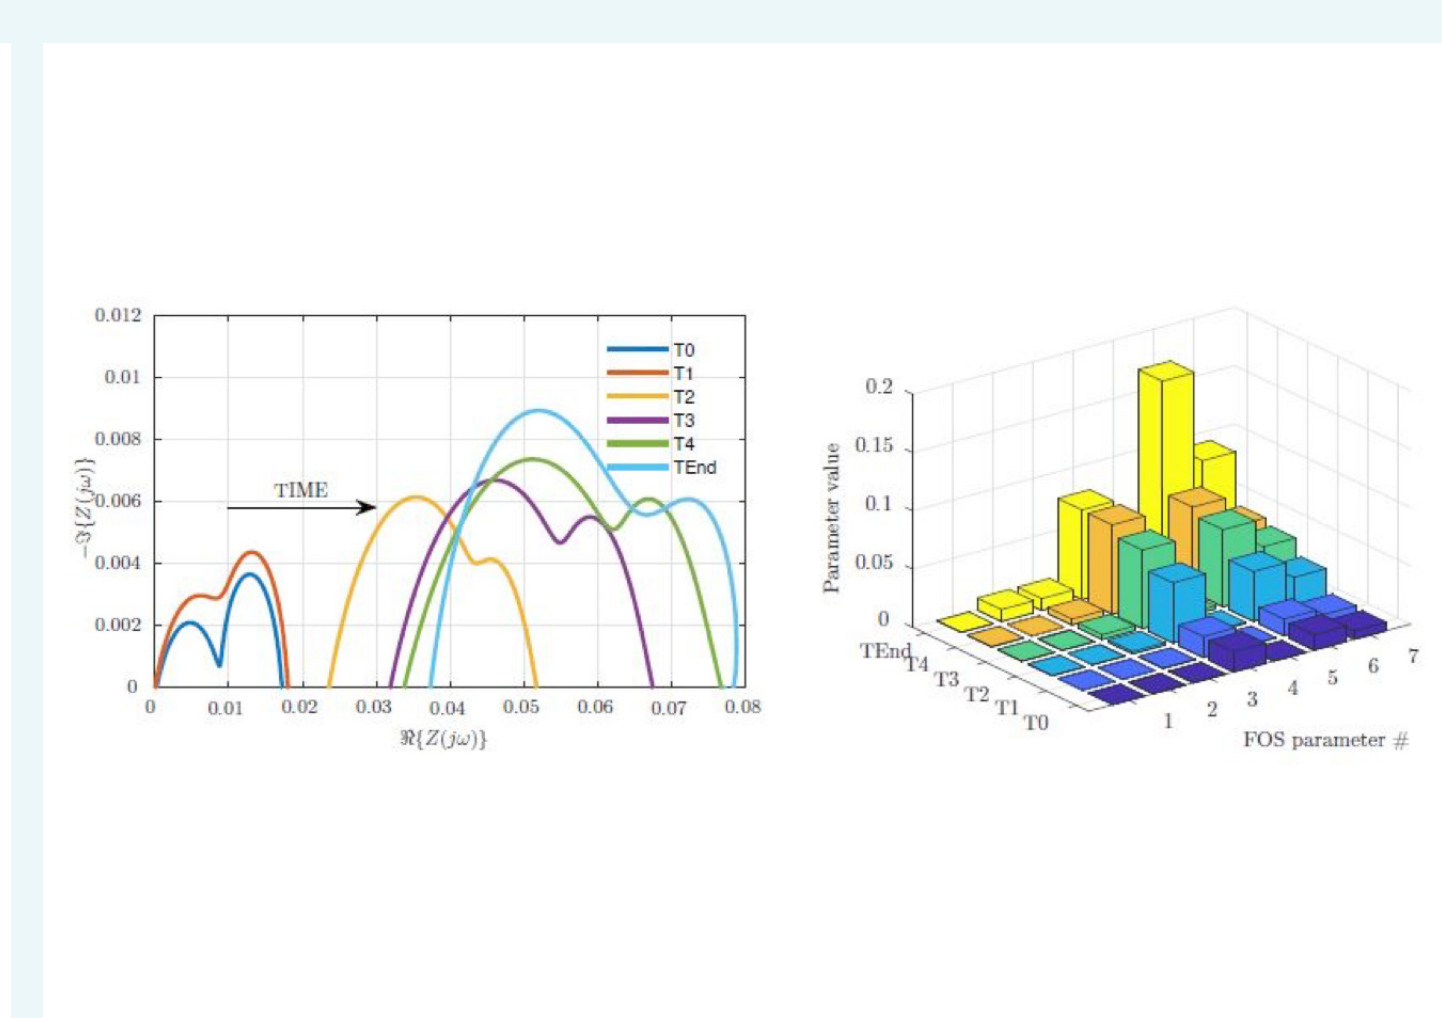 0.012
0.01
0.008
0.006
0.004
0.002
0
−ℑ{Z(jω)}
TIME
T0
T1
T2
T3
T4
TEnd
0 0.01 0.02 0.03 0.04 0.05 0.06 0.07 0.08
ℜ{Z(jω)}
0.2
0.15
0.1
0.05
0
Parameter value
TEnd
T4
T3
T2
T1
T0
1
2
3
4
5
6
7
FOS parameter #